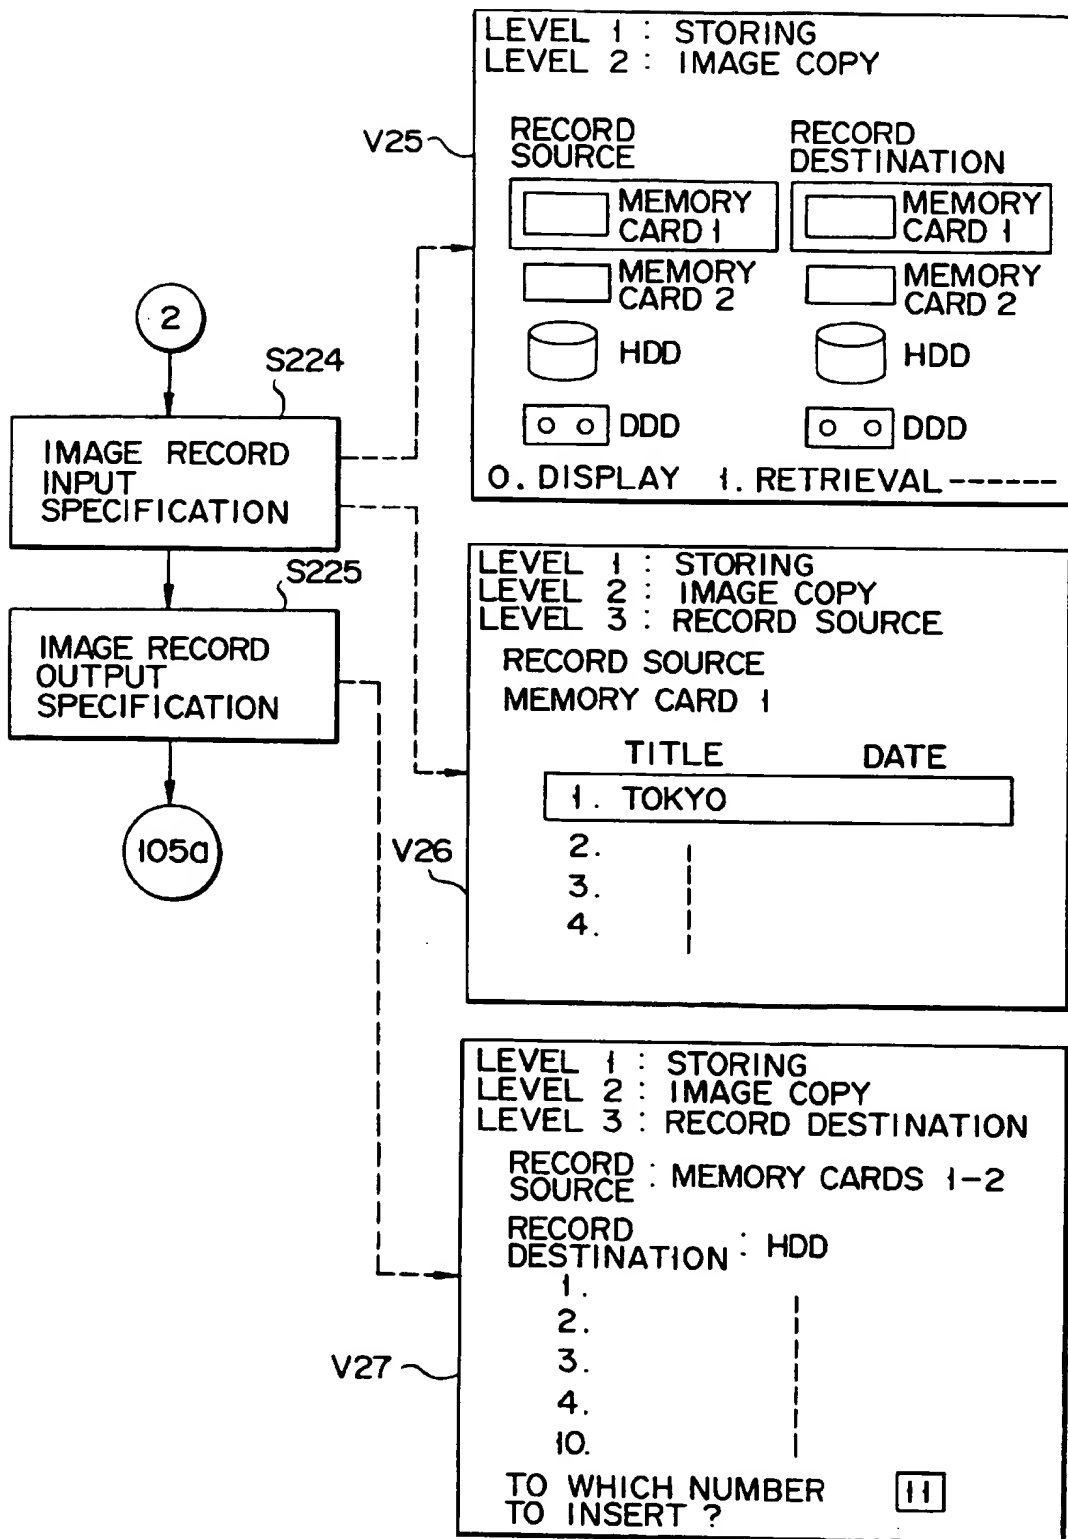 2
S224
IMAGE RECORD
INPUT
SPECIFICATION
S225
IMAGE RECORD
OUTPUT
SPECIFICATION
105a
V25
LEVEL 1 : STORING
LEVEL 2 : IMAGE COPY
RECORD
SOURCE
RECORD
DESTINATION
MEMORY
CARD 1
MEMORY
CARD 1
MEMORY
CARD 2
MEMORY
CARD 2
HDD
HDD
DDD
DDD
0. DISPLAY 1. RETRIEVAL ------
V26
LEVEL 1 : STORING
LEVEL 2 : IMAGE COPY
LEVEL 3 : RECORD SOURCE
RECORD SOURCE
MEMORY CARD 1
TITLE DATE
1. TOKYO
2.
3.
4.
V27
LEVEL 1 : STORING
LEVEL 2 : IMAGE COPY
LEVEL 3 : RECORD DESTINATION
RECORD
SOURCE : MEMORY CARDS 1-2
RECORD
DESTINATION : HDD
1.
2.
3.
4.
10.
TO WHICH NUMBER
TO INSERT ? 11